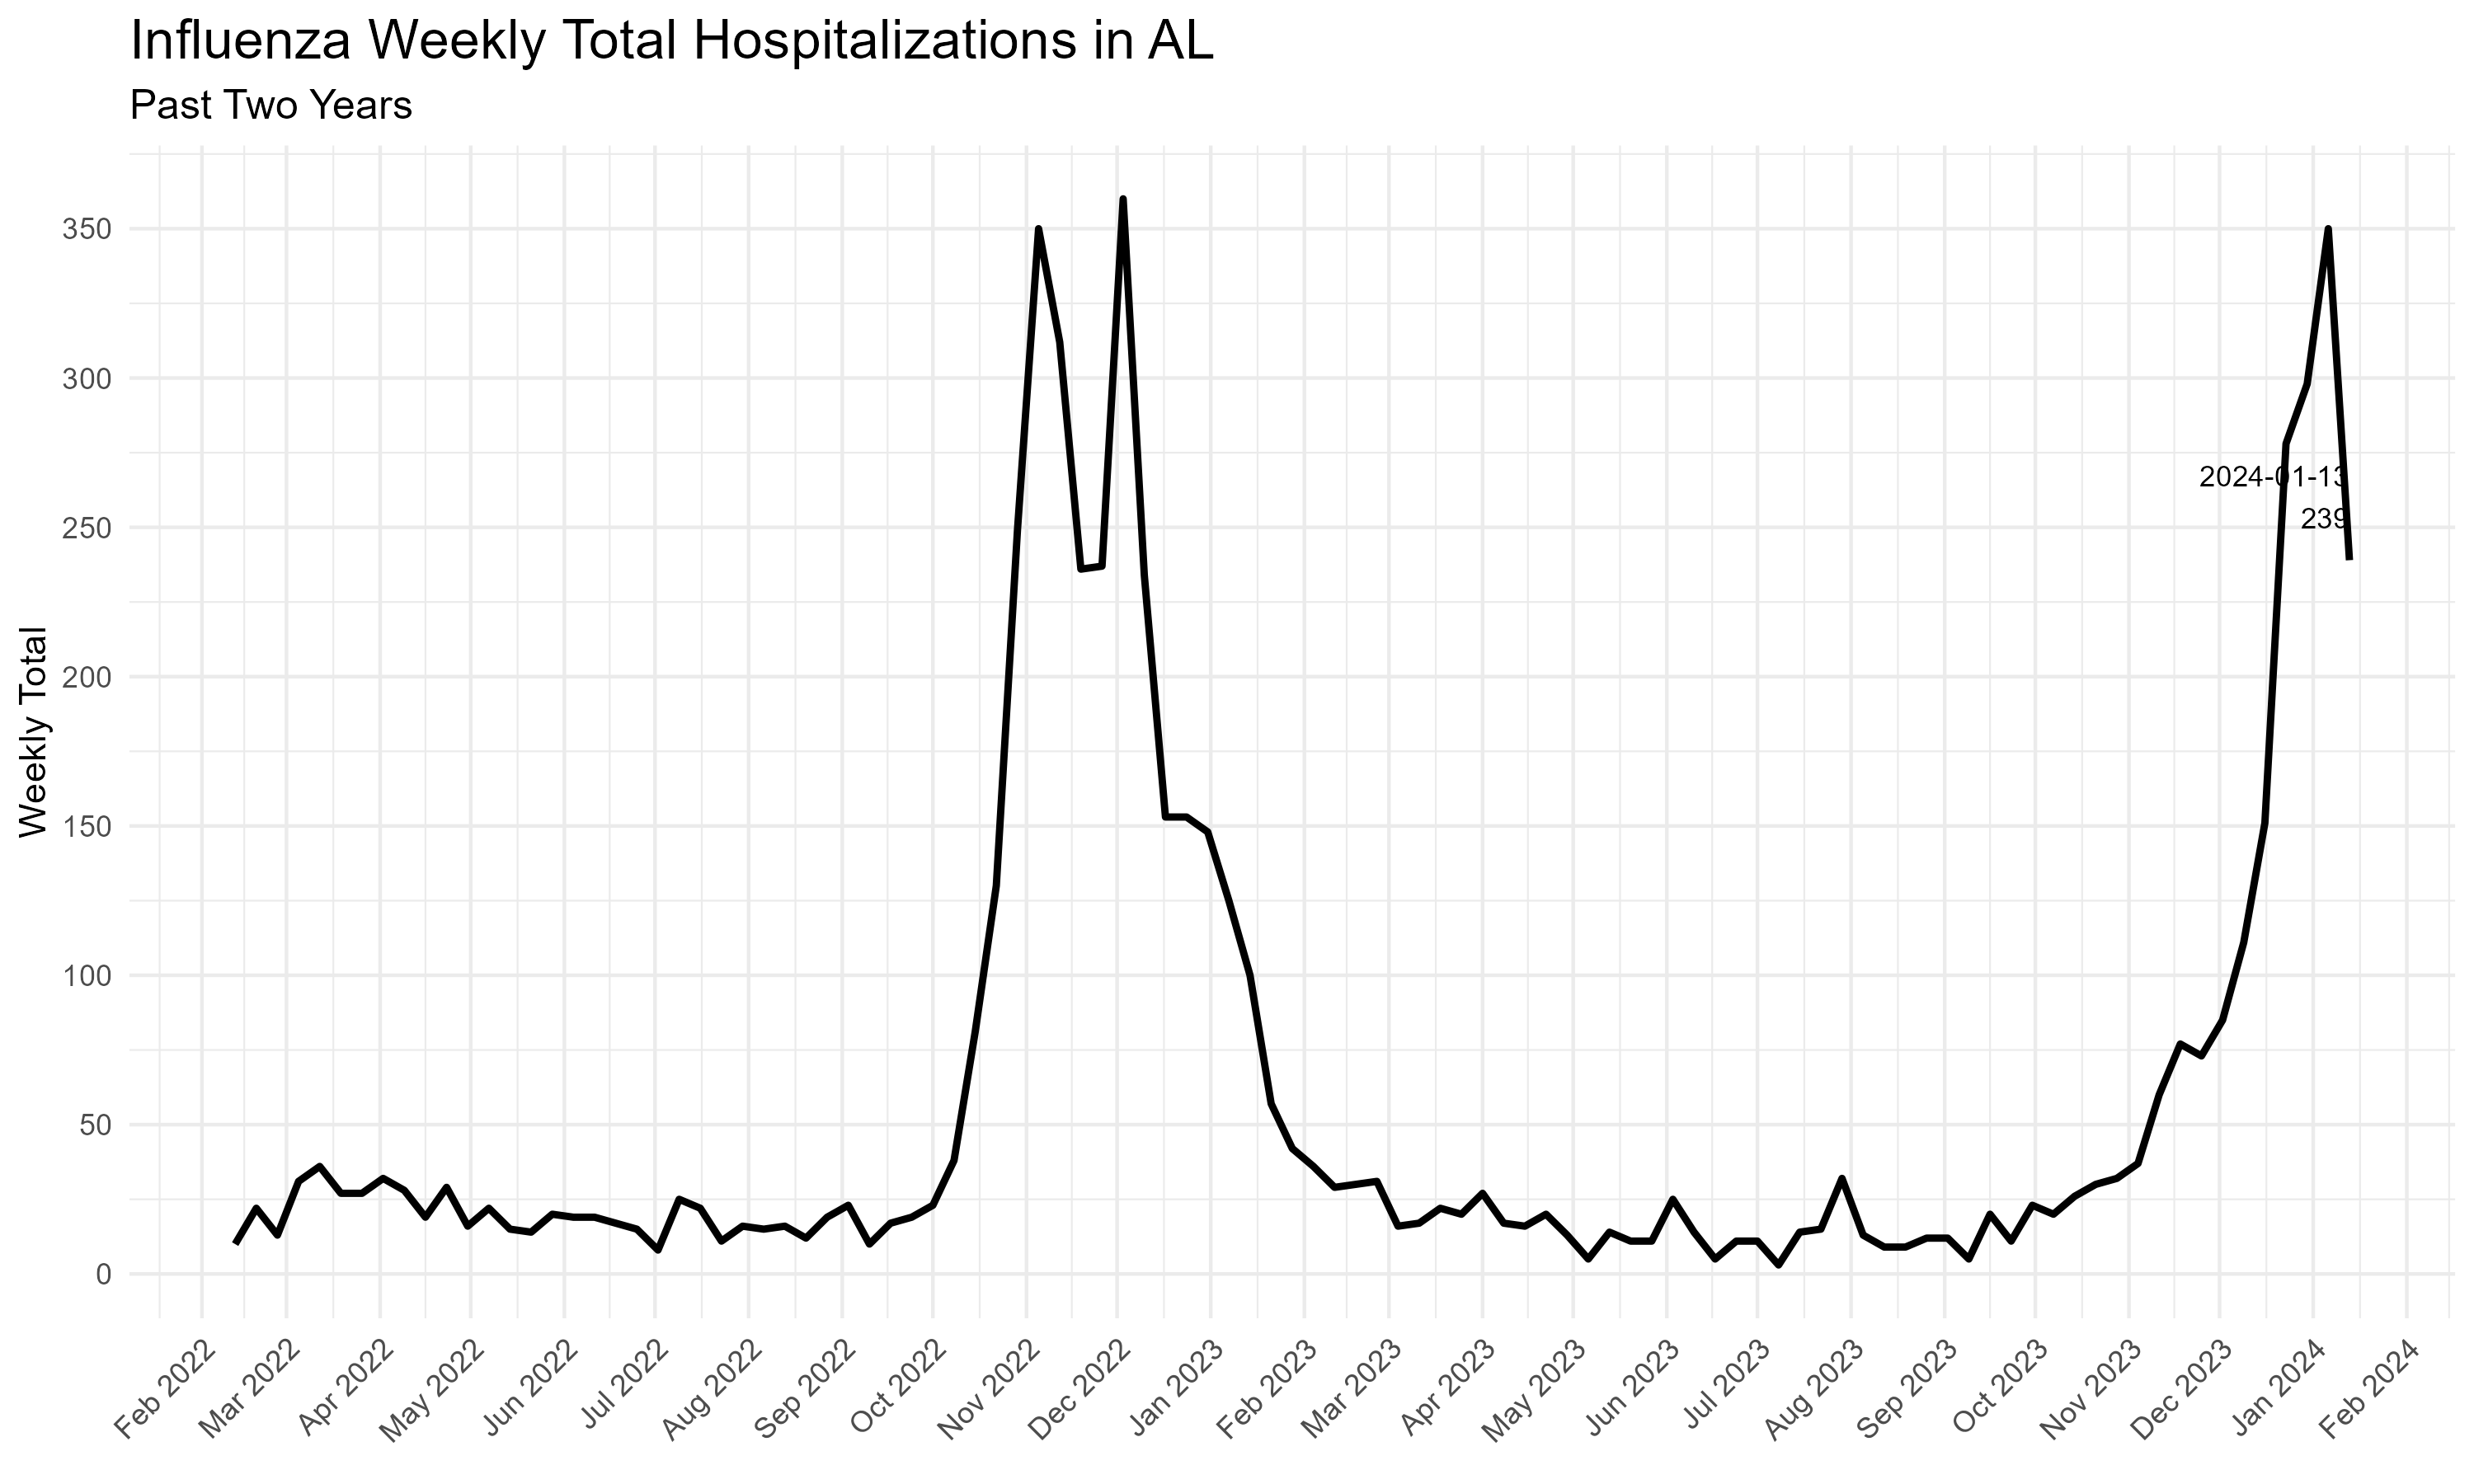 Influenza Weekly Total Hospitalizations in AL
Past Two Years
Weekly Total
350
300
250
200
150
100
50
0
2024-01-13
239
Feb 2022
Mar 2022
Apr 2022
May 2022
Jun 2022
Jul 2022
Aug 2022
Sep 2022
Oct 2022
Nov 2022
Dec 2022
Jan 2023
Feb 2023
Mar 2023
Apr 2023
May 2023
Jun 2023
Jul 2023
Aug 2023
Sep 2023
Oct 2023
Nov 2023
Dec 2023
Jan 2024
Feb 2024